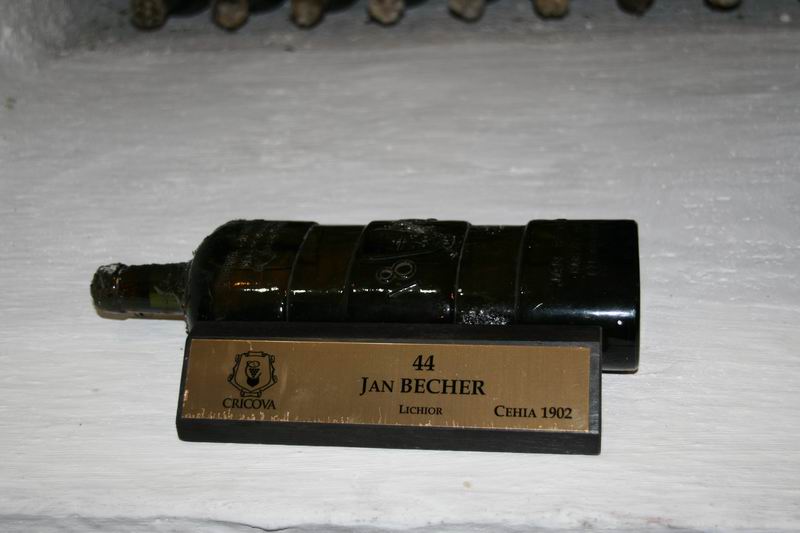 44
JAN BECHER
CRICOVA
LICHIOR
CEHIA 1902